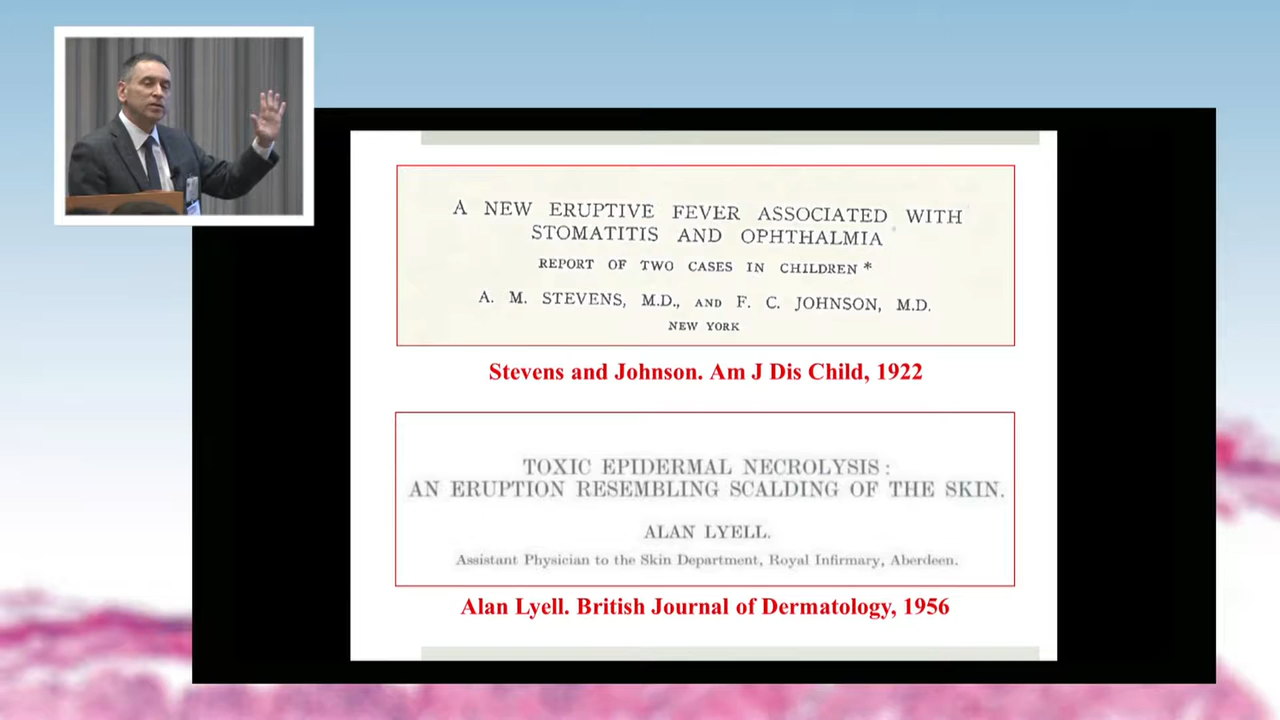 A NEW ERUPTIVE FEVER ASSOCIATED WITH
STOMATITIS AND OPHTHALMIA
REPORT OF TWO CASES IN CHILDREN *
A. M. STEVENS, M.D., AND F. C. JOHNSON, M.D.
NEW YORK
Stevens and Johnson. Am J Dis Child, 1922
TOXIC EPIDERMAL NECROLYSIS :
AN ERUPTION RESEMBLING SCALDING OF THE SKIN.
ALAN LYELL.
Assistant Physician to the Skin Department, Royal Infirmary, Aberdeen.
Alan Lyell. British Journal of Dermatology, 1956